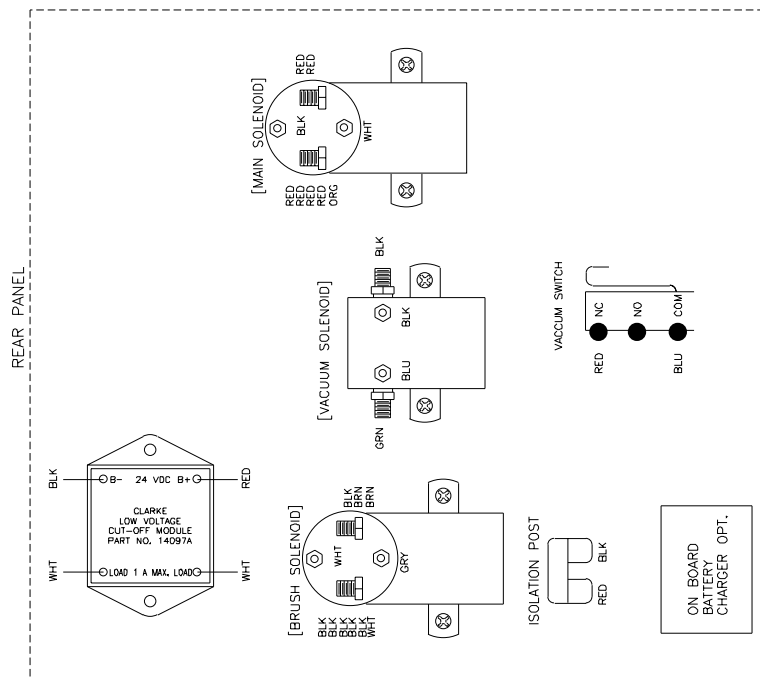 REAR PANEL
[MAIN SOLENOID]
RED
RED
BLK
WHT
RED
RED
RED
RED
ORG
[VACUUM SOLENOID]
BLK
BLK
BLU
GRN
VACCUM SWITCH
NC
NO
COM
RED
BLU
BLK
B- 24 VDC B+
RED
CLARKE
LOW VOLTAGE
CUT-OFF MODULE
PART NO. 14097A
WHT
LOAD 1 A MAX. LOAD
WHT
[BRUSH SOLENOID]
BLK
BRN
BRN
WHT
GRY
BLK
BLK
BLK
BLK
BLK
WHT
ISOLATION POST
RED
BLK
ON BOARD
BATTERY
CHARGER OPT.